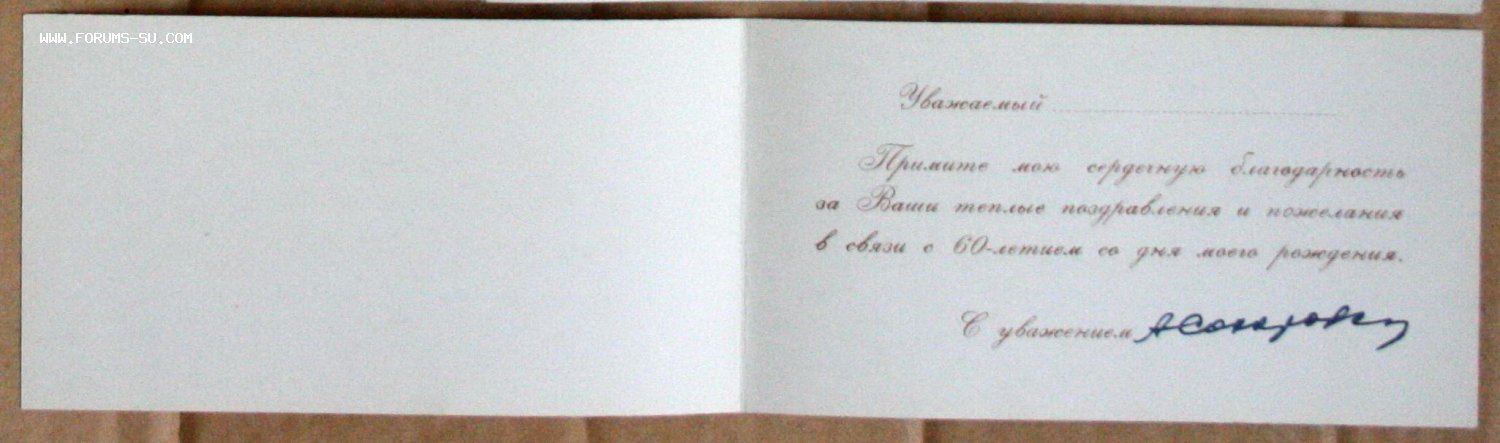 WWW.FORUMS-SU.COM
Уважаемый
Примите мою сердечную благодарность
за Ваши теплые поздравления и пожелания
в связи с 60-летием со дня моего рождения.
С уважением